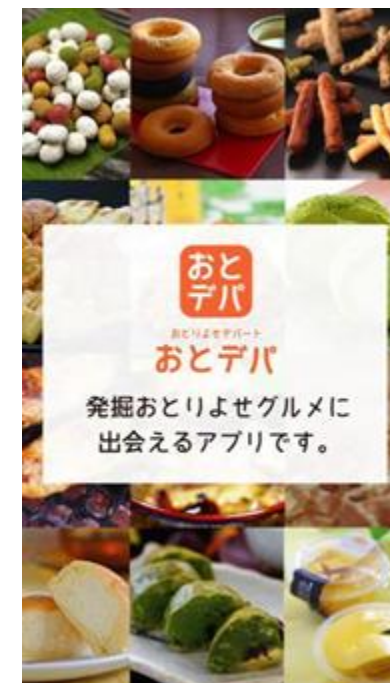 おと
デパ
おとりよせデパート
おとデパ
発掘おとりよせグルメに
出会えるアプリです。